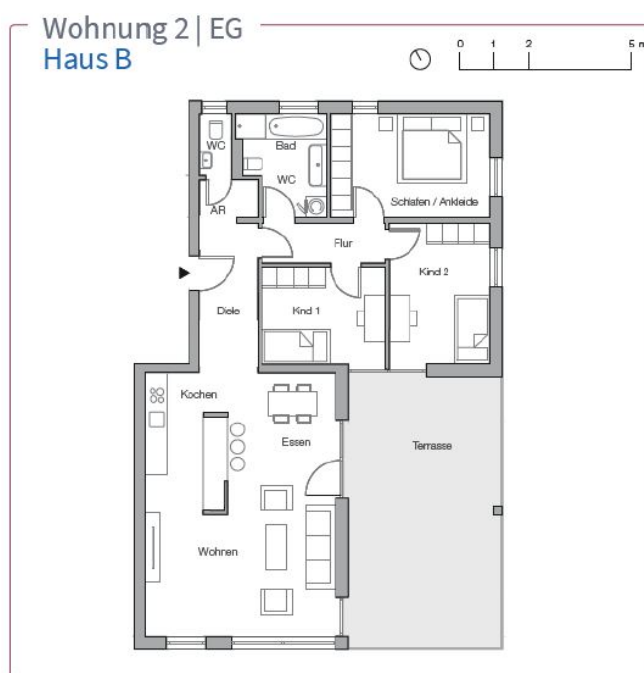 Wohnung 2 | EG
Haus B
0 1 2 5 m
WC
Bad
WC
AR
Schlafen / Ankleide
Flur
Kind 2
Diele
Kind 1
Kochen
Essen
Terrasse
Wohnen